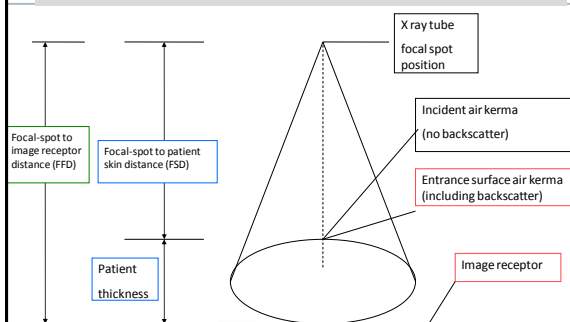 X ray tube
focal spot
position
Focal-spot to
image receptor
distance (FFD)
Focal-spot to patient
skin distance (FSD)
Incident air kerma
(no backscatter)
Entrance surface air kerma
(including backscatter)
Patient
thickness
Image receptor